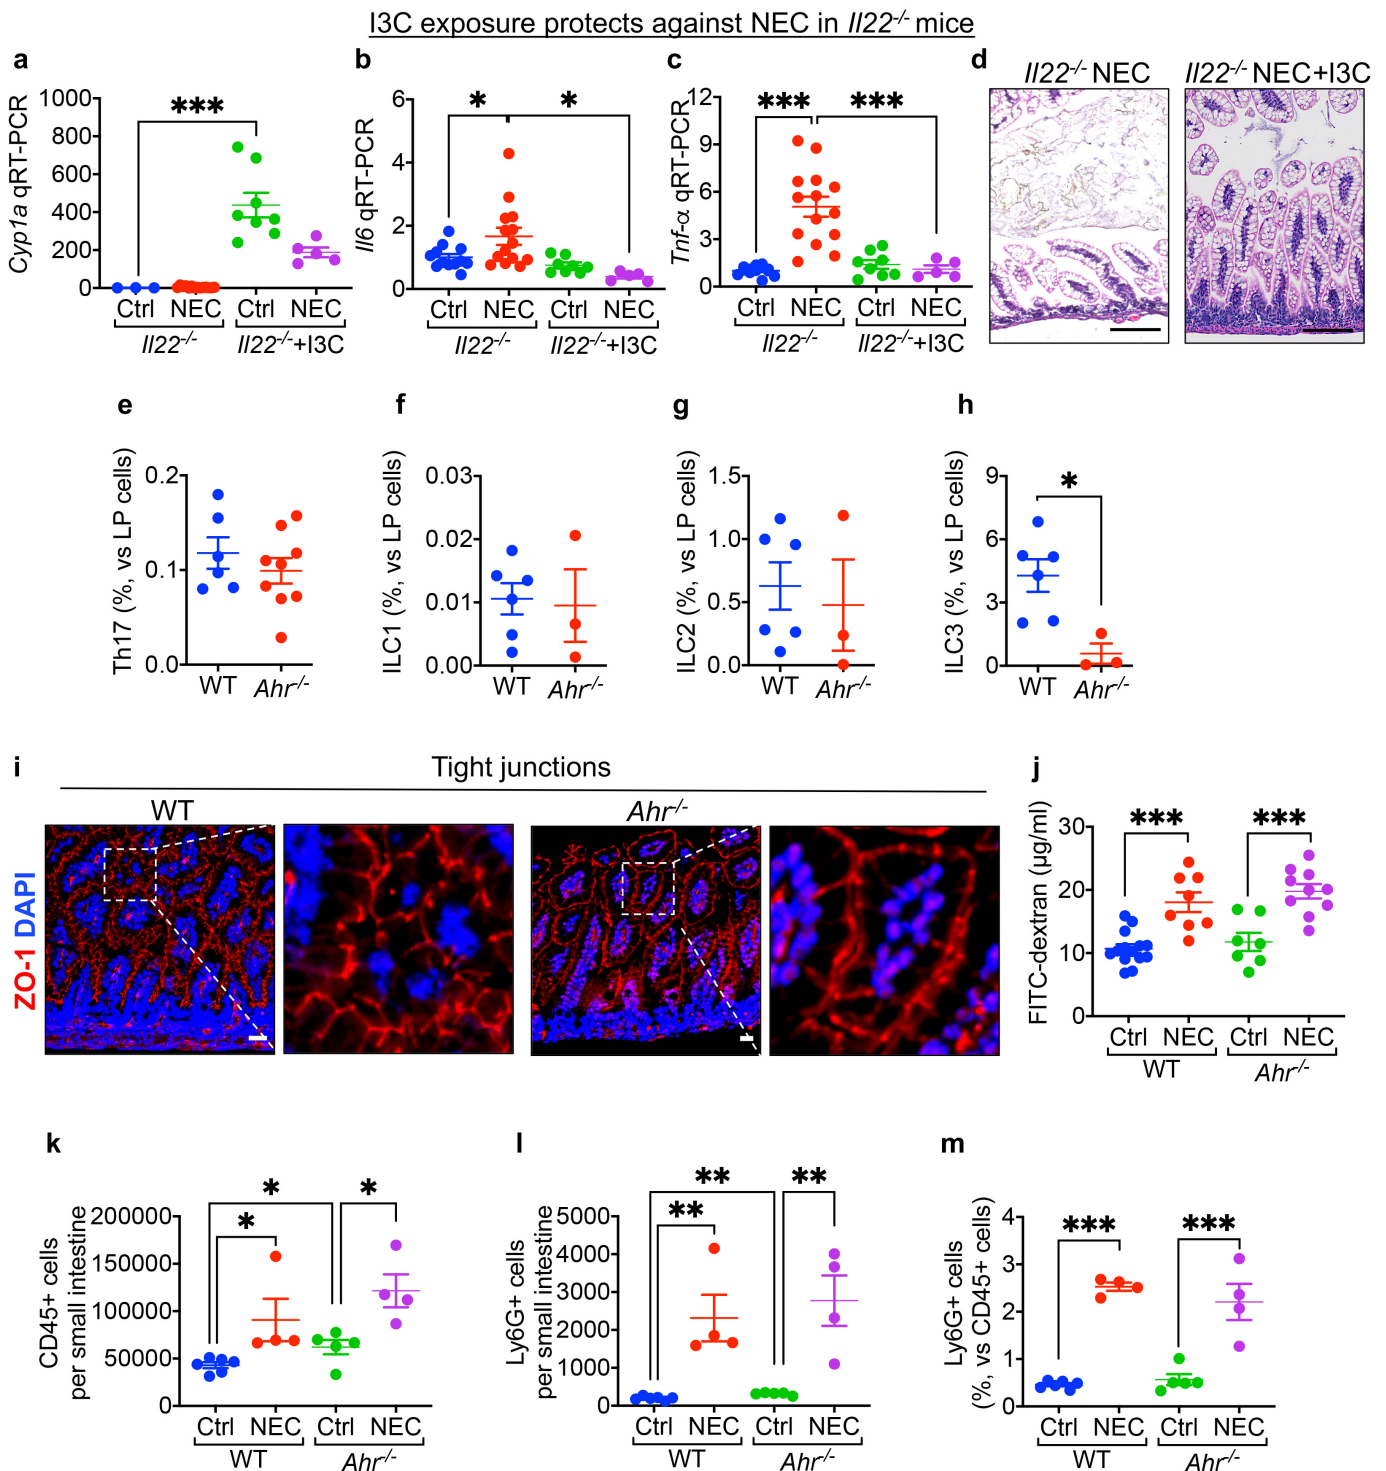 I3C exposure protects against NEC in Il22-/- mice
a
Cyp1a qRT-PCR
1000
800
600
400
200
0
***
Ctrl NEC Ctrl NEC
Il22-/- Il22-/-+I3C
b
Il6 qRT-PCR
6
4
2
0
* *
Ctrl NEC Ctrl NEC
Il22-/- Il22-/-+I3C
c
Tnf-α qRT-PCR
12
9
6
3
0
*** ***
Ctrl NEC Ctrl NEC
Il22-/- Il22-/-+I3C
d
Il22-/- NEC Il22-/- NEC+I3C
e
Th17 (%, vs LP cells)
0.2
0.1
0.0
WT Ahr-/-
f
ILC1 (%, vs LP cells)
0.03
0.02
0.01
0.00
WT Ahr-/-
g
ILC2 (%, vs LP cells)
1.5
1.0
0.5
0.0
WT Ahr-/-
h
ILC3 (%, vs LP cells)
9
6
3
0
*
WT Ahr-/-
i
Tight junctions
WT Ahr-/-
ZO-1 DAPI
j
FITC-dextran (µg/ml)
30
20
10
0
*** ***
Ctrl NEC Ctrl NEC
WT Ahr-/-
k
CD45+ cells
per small intestine
200000
150000
100000
50000
0
* *
*
Ctrl NEC Ctrl NEC
WT Ahr-/-
l
Ly6G+ cells
per small intestine
5000
4000
3000
2000
1000
0
** **
**
Ctrl NEC Ctrl NEC
WT Ahr-/-
m
Ly6G+ cells
(%, vs CD45+ cells)
4
3
2
1
0
*** ***
Ctrl NEC Ctrl NEC
WT Ahr-/-